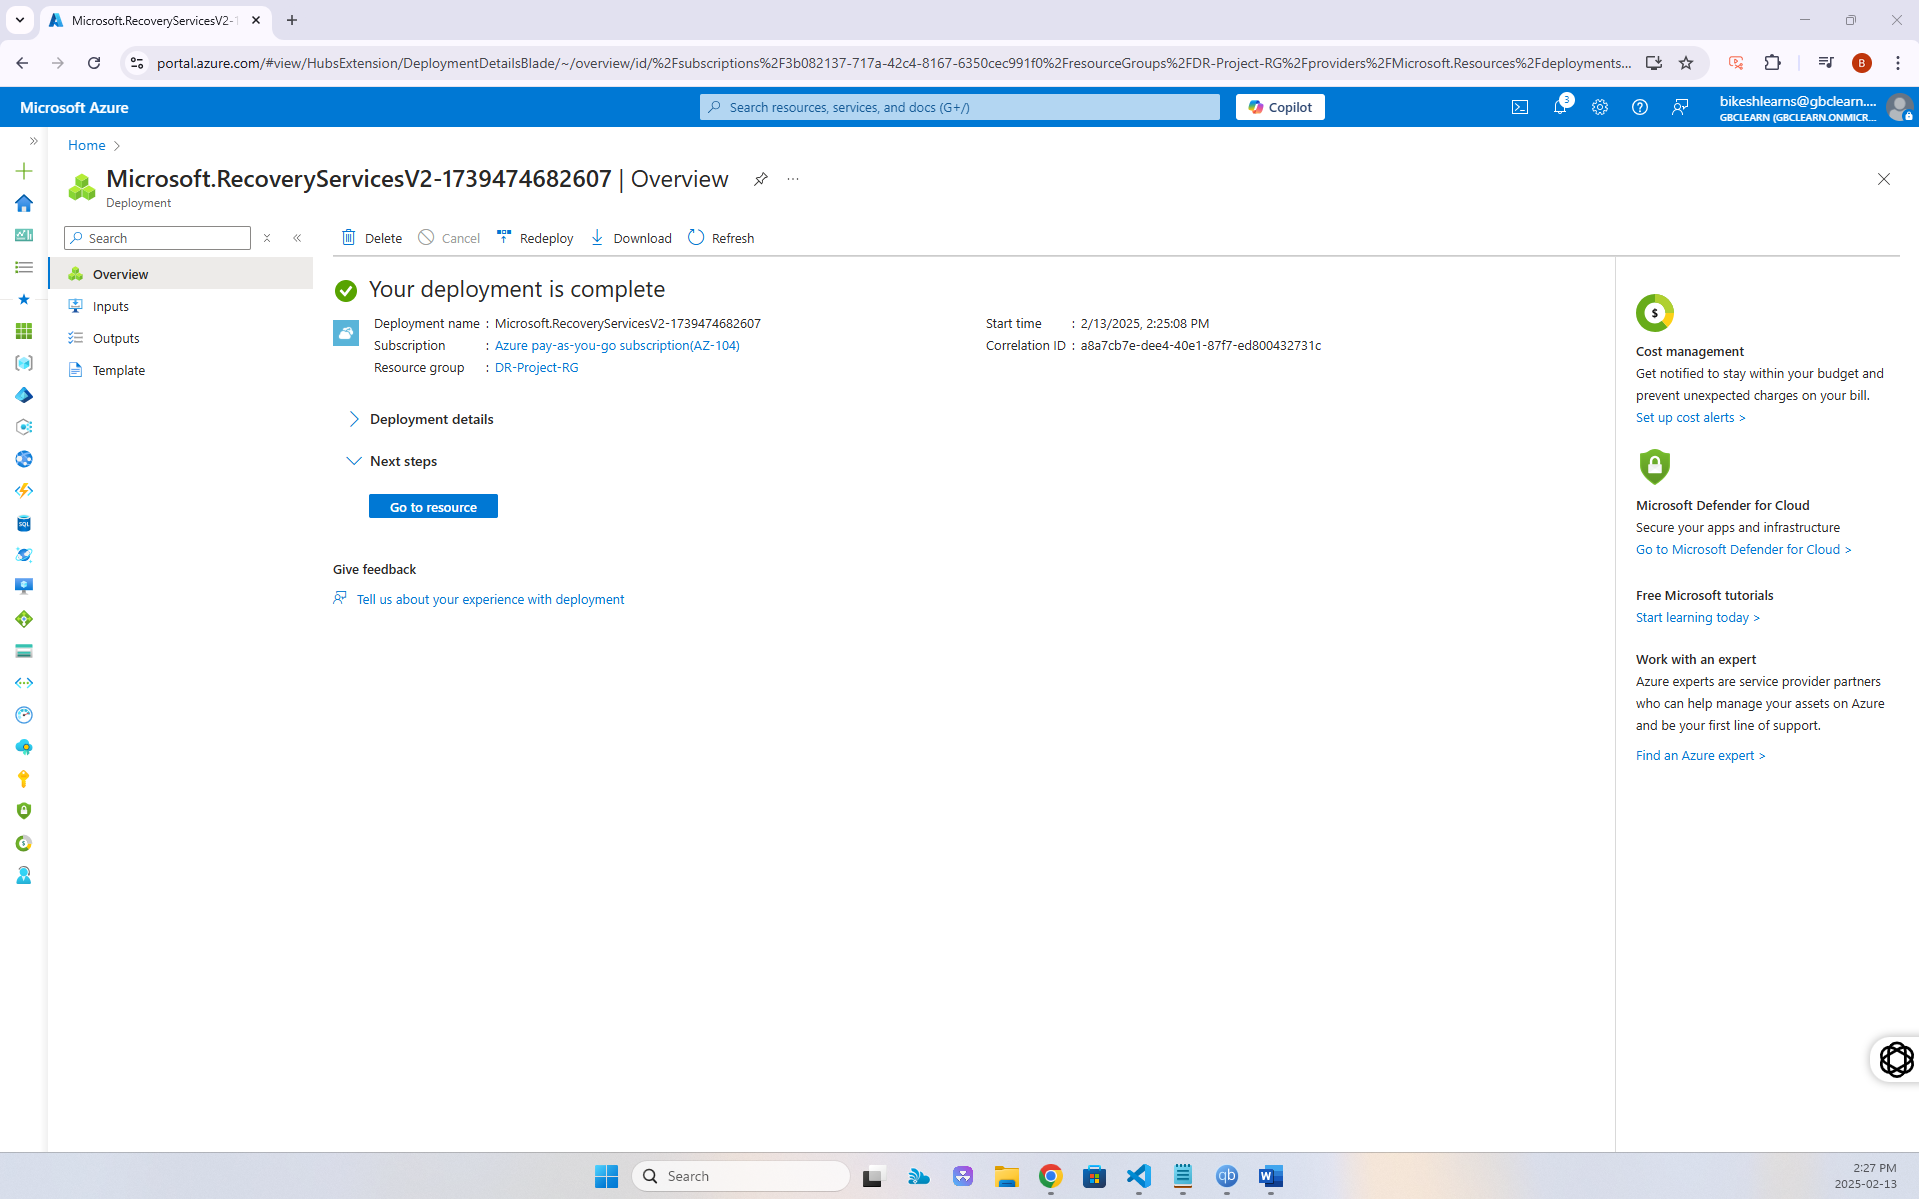 Microsoft.RecoveryServicesV2-1
portal.azure.com/#view/HubsExtension/DeploymentDetailsBlade/~/overview/id/%2Fsubscriptions%2F3b082137-717a-42c4-8167-6350cec991f0%2FresourceGroups%2FDR-Project-RG%2Fproviders%2FMicrosoft.Resources%2Fdeployments...
B
Microsoft Azure
Search resources, services, and docs (G+/)
Copilot
3
bikeshlearns@gbclearn....
GBCLEARN (GBCLEARN.ONMICR...
Home
Microsoft.RecoveryServicesV2-1739474682607 | Overview
Deployment
Search
Delete
Cancel
Redeploy
Download
Refresh
Overview
Inputs
Outputs
Template
Your deployment is complete
Deployment name : Microsoft.RecoveryServicesV2-1739474682607
Subscription : Azure pay-as-you-go subscription(AZ-104)
Resource group : DR-Project-RG
Start time : 2/13/2025, 2:25:08 PM
Correlation ID : a8a7cb7e-dee4-40e1-87f7-ed800432731c
Deployment details
Next steps
Go to resource
Give feedback
Tell us about your experience with deployment
$
Cost management
Get notified to stay within your budget and
prevent unexpected charges on your bill.
Set up cost alerts >
Microsoft Defender for Cloud
Secure your apps and infrastructure
Go to Microsoft Defender for Cloud >
Free Microsoft tutorials
Start learning today >
Work with an expert
Azure experts are service provider partners
who can help manage your assets on Azure
and be your first line of support.
Find an Azure expert >
SQL
Search
qb
W
2:27 PM
2025-02-13